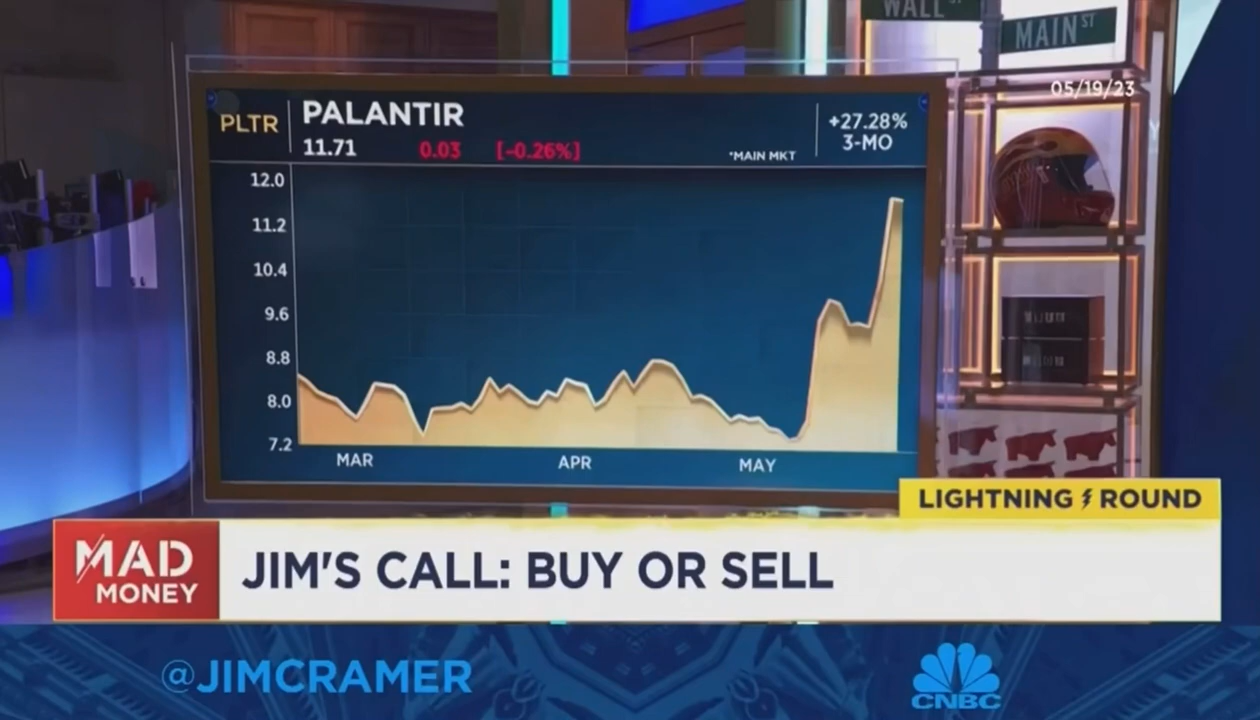 WALL ST
MAIN ST
05/19/23
PLTR
PALANTIR
11.71 0.03 [-0.26%]
*MAIN MKT
+27.28%
3-MO
12.0
11.2
10.4
9.6
8.8
8.0
7.2
MAR APR MAY
LIGHTNING ROUND
MAD
MONEY
JIM'S CALL: BUY OR SELL
@JIMCRAMER
CNBC